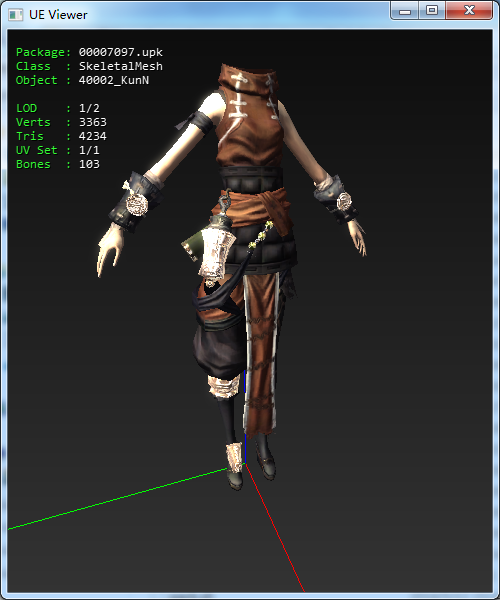 UE Viewer
Package: 00007097.upk
Class : SkeletalMesh
Object : 40002_KunN
LOD : 1/2
Verts : 3363
Tris : 4234
UV Set : 1/1
Bones : 103